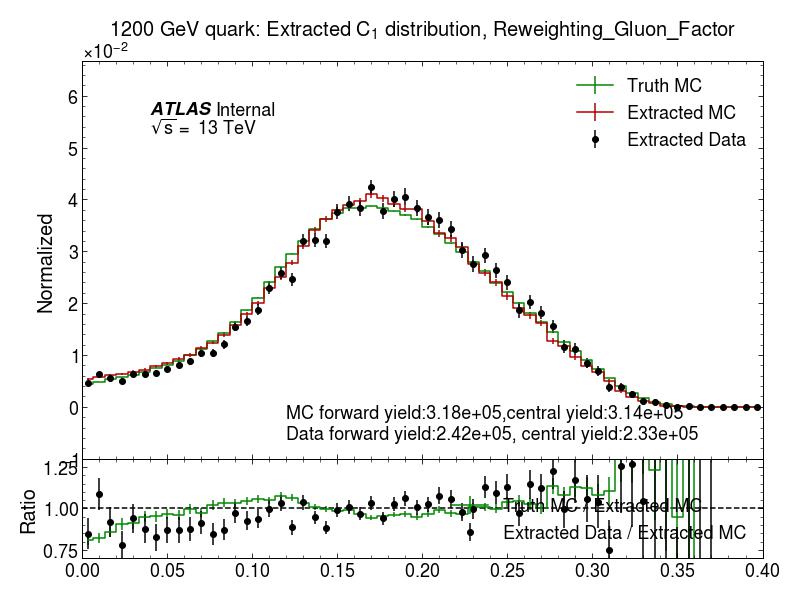 1200 GeV quark: Extracted C₁ distribution, Reweighting_Gluon_Factor
×10⁻²
ATLAS Internal
√s = 13 TeV
Truth MC
Extracted MC
Extracted Data
Normalized
6
5
4
3
2
1
0
MC forward yield:3.18e+05,central yield:3.14e+05
Data forward yield:2.42e+05, central yield:2.33e+05
1
Ratio
1.25
1.00
0.75
Truth MC / Extracted MC
Extracted Data / Extracted MC
0.00 0.05 0.10 0.15 0.20 0.25 0.30 0.35 0.40